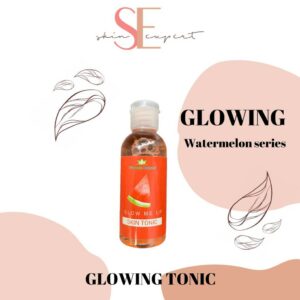 SE
skin expert
GLOWING
Watermelon series
GLOW ME UP
SKIN TONIC
GLOWING TONIC